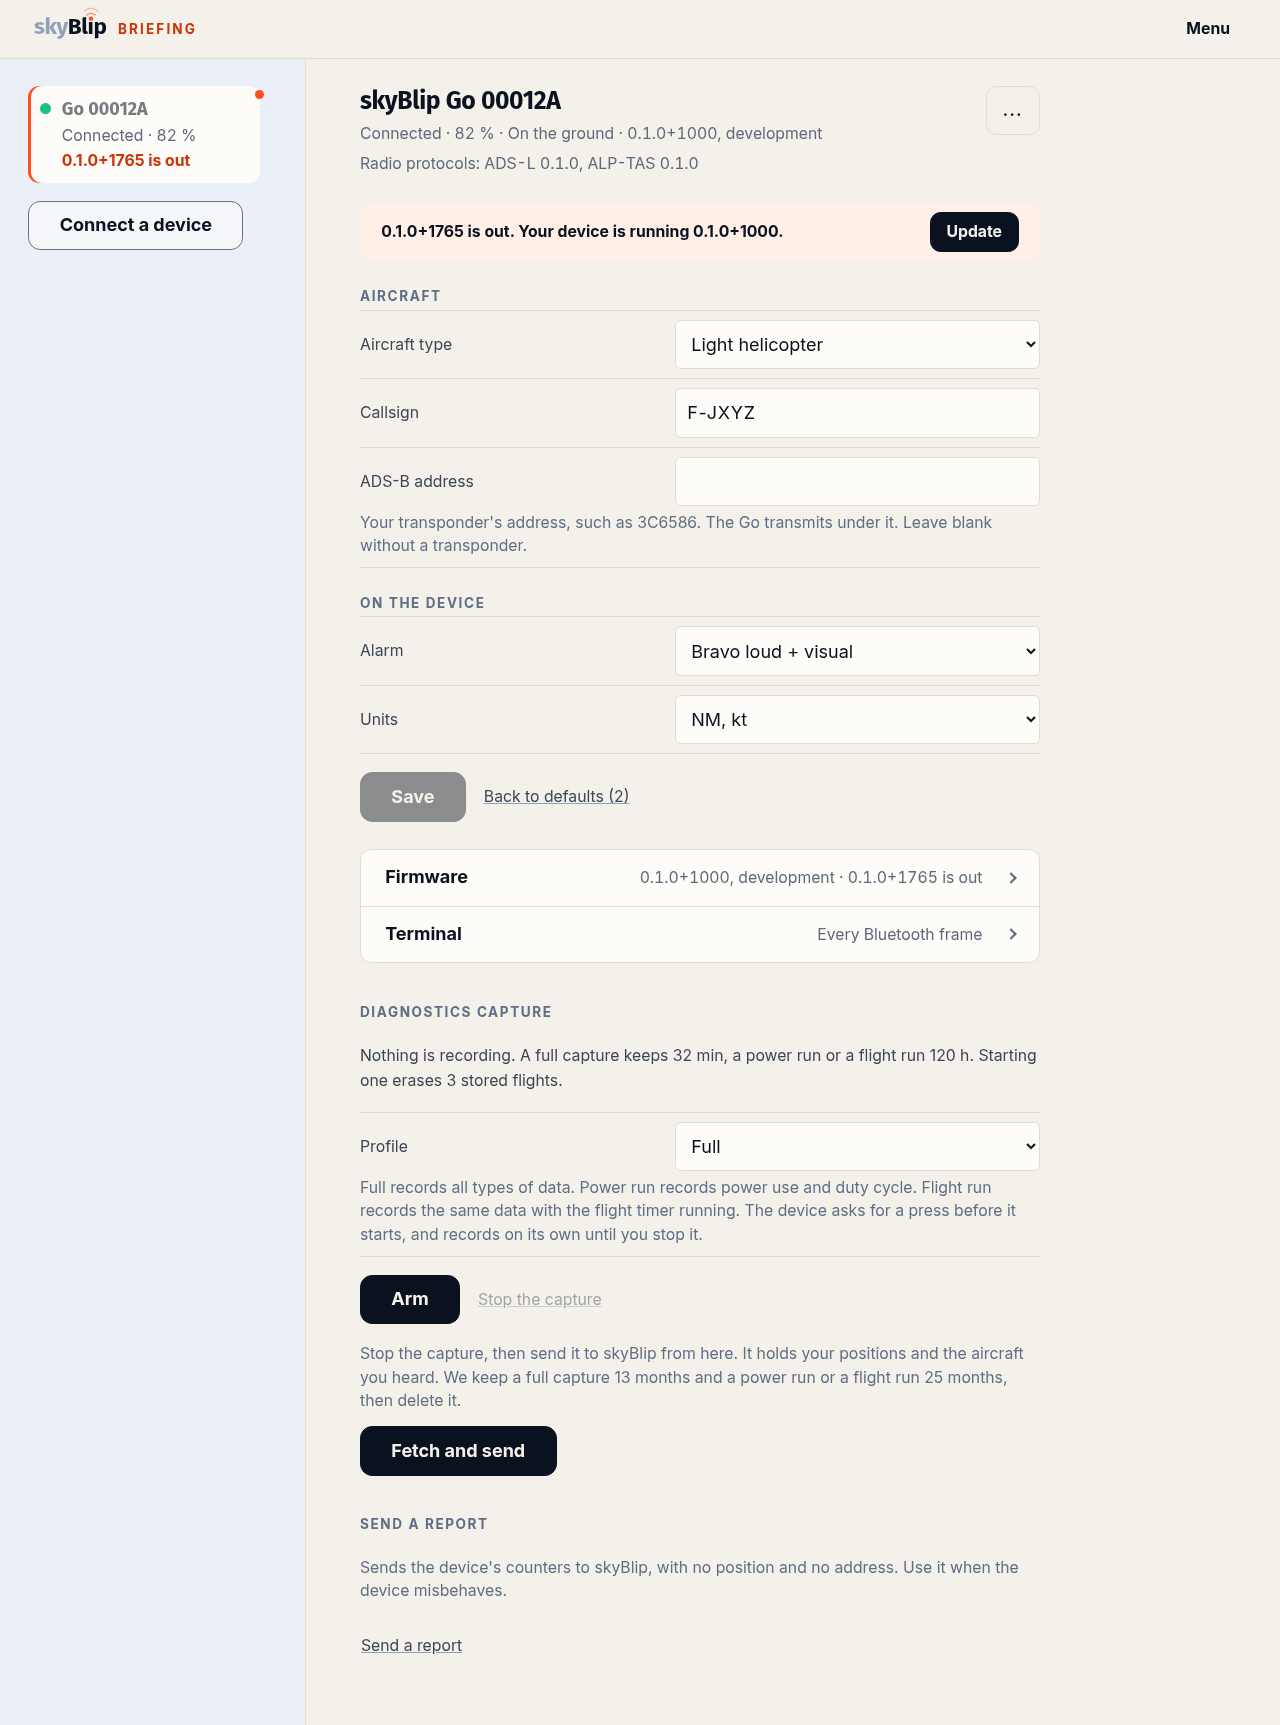 skyBlip BRIEFING
Menu
Go 00012A
Connected · 82 %
0.1.0+1765 is out
Connect a device
skyBlip Go 00012A
...
Connected · 82 % · On the ground · 0.1.0+1000, development
Radio protocols: ADS-L 0.1.0, ALP-TAS 0.1.0
0.1.0+1765 is out. Your device is running 0.1.0+1000.
Update
AIRCRAFT
Aircraft type
Light helicopter
Callsign
F-JXYZ
ADS-B address
Your transponder's address, such as 3C6586. The Go transmits under it. Leave blank
without a transponder.
ON THE DEVICE
Alarm
Bravo loud + visual
Units
NM, kt
Save
Back to defaults (2)
Firmware
0.1.0+1000, development · 0.1.0+1765 is out
Terminal
Every Bluetooth frame
DIAGNOSTICS CAPTURE
Nothing is recording. A full capture keeps 32 min, a power run or a flight run 120 h. Starting
one erases 3 stored flights.
Profile
Full
Full records all types of data. Power run records power use and duty cycle. Flight run
records the same data with the flight timer running. The device asks for a press before it
starts, and records on its own until you stop it.
Arm
Stop the capture
Stop the capture, then send it to skyBlip from here. It holds your positions and the aircraft
you heard. We keep a full capture 13 months and a power run or a flight run 25 months,
then delete it.
Fetch and send
SEND A REPORT
Sends the device's counters to skyBlip, with no position and no address. Use it when the
device misbehaves.
Send a report